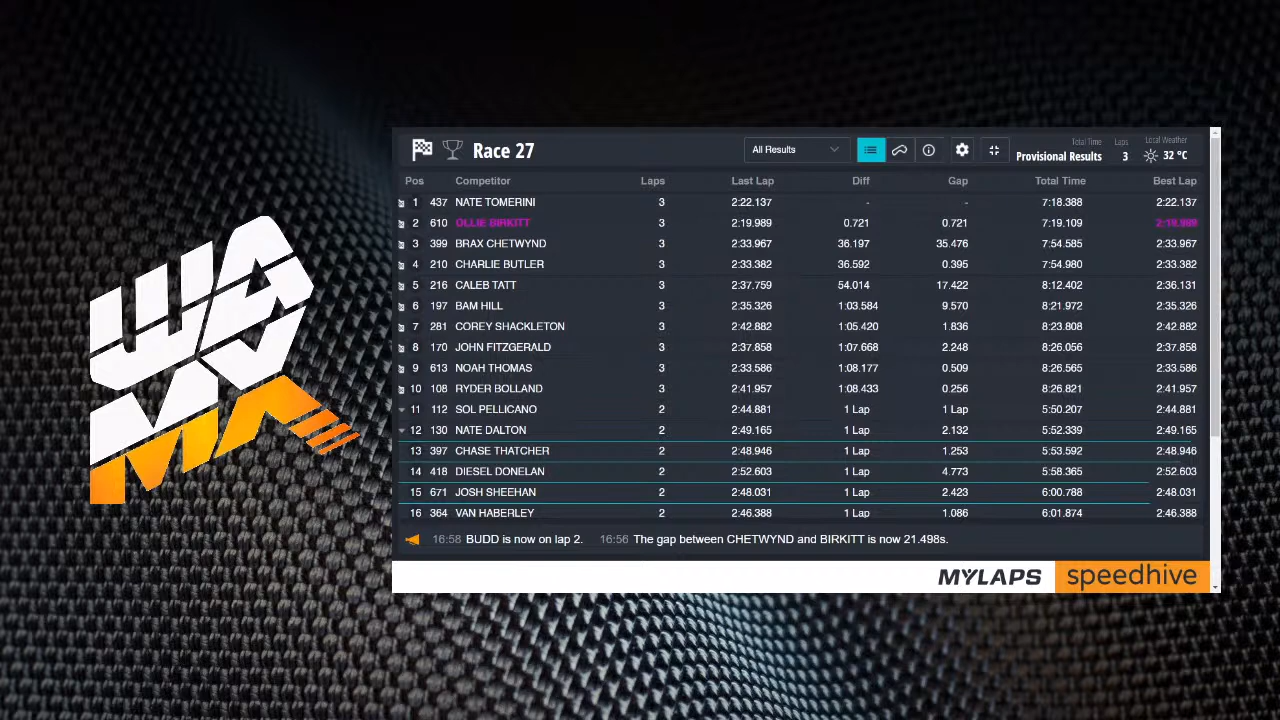 Race 27
All Results
Total Time
Provisional Results
Laps
3
Local Weather
32 °C
Pos Competitor Laps Last Lap Diff Gap Total Time Best Lap
1 437 NATE TOMERINI 3 2:22.137 - - 7:18.388 2:22.137
2 610 OLLIE BIRKITT 3 2:19.989 0.721 0.721 7:19.109 2:19.989
3 399 BRAX CHETWYND 3 2:33.967 36.197 35.476 7:54.585 2:33.967
4 210 CHARLIE BUTLER 3 2:33.382 36.592 0.395 7:54.980 2:33.382
5 216 CALEB TATT 3 2:37.759 54.014 17.422 8:12.402 2:36.131
6 197 BAM HILL 3 2:35.326 1:03.584 9.570 8:21.972 2:35.326
7 281 COREY SHACKLETON 3 2:42.882 1:05.420 1.836 8:23.808 2:42.882
8 170 JOHN FITZGERALD 3 2:37.858 1:07.668 2.248 8:26.056 2:37.858
9 613 NOAH THOMAS 3 2:33.586 1:08.177 0.509 8:26.565 2:33.586
10 108 RYDER BOLLAND 3 2:41.957 1:08.433 0.256 8:26.821 2:41.957
11 112 SOL PELLICANO 2 2:44.881 1 Lap 1 Lap 5:50.207 2:44.881
12 130 NATE DALTON 2 2:49.165 1 Lap 2.132 5:52.339 2:49.165
13 397 CHASE THATCHER 2 2:48.946 1 Lap 1.253 5:53.592 2:48.946
14 418 DIESEL DONELAN 2 2:52.603 1 Lap 4.773 5:58.365 2:52.603
15 671 JOSH SHEEHAN 2 2:48.031 1 Lap 2.423 6:00.788 2:48.031
16 364 VAN HABERLEY 2 2:46.388 1 Lap 1.086 6:01.874 2:46.388
16:58 BUDD is now on lap 2. 16:56 The gap between CHETWYND and BIRKITT is now 21.498s.
MYLAPS speedhive
WA
MX